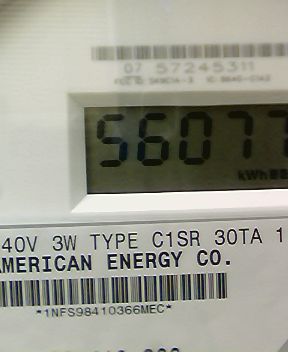 07 57245311
56077
kWh
40V 3W TYPE C1SR 30TA 1
AMERICAN ENERGY CO.
*1NFS98410366MEC*